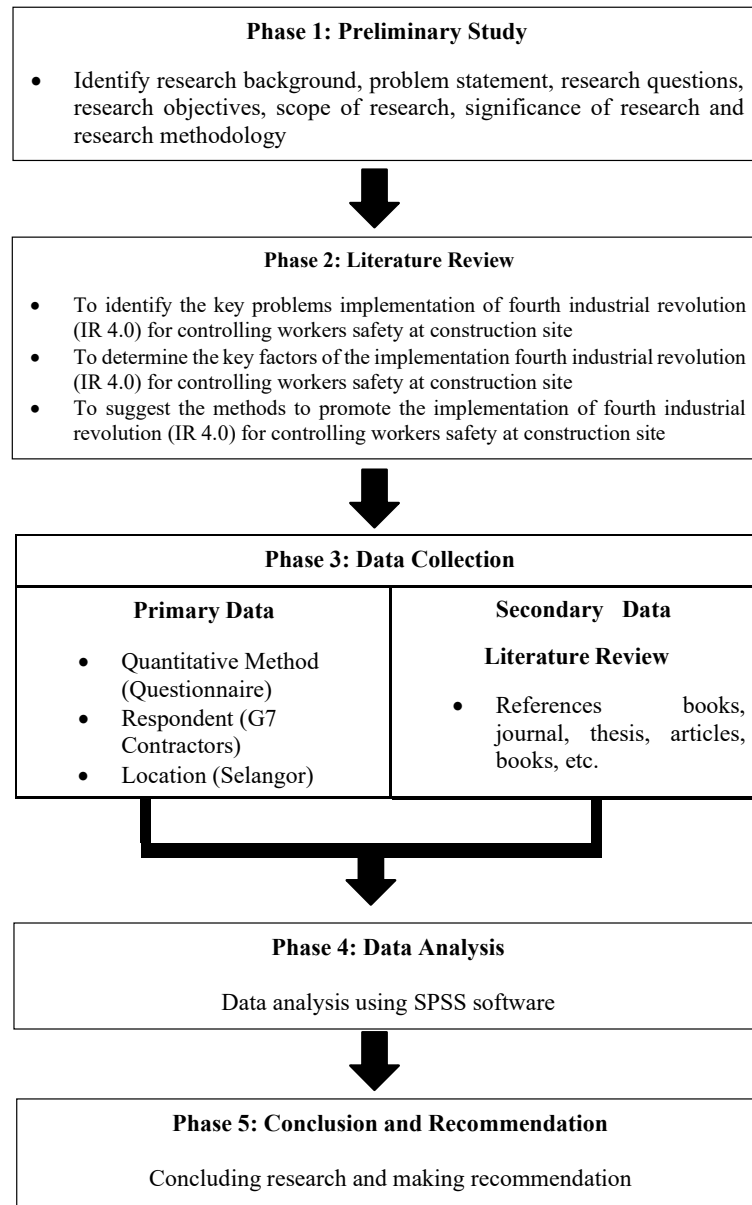 Phase 1: Preliminary Study
• Identify research background, problem statement, research questions,
research objectives, scope of research, significance of research and
research methodology
Phase 2: Literature Review
• To identify the key problems implementation of fourth industrial revolution
(IR 4.0) for controlling workers safety at construction site
• To determine the key factors of the implementation fourth industrial revolution
(IR 4.0) for controlling workers safety at construction site
• To suggest the methods to promote the implementation of fourth industrial
revolution (IR 4.0) for controlling workers safety at construction site
Phase 3: Data Collection
Primary Data
• Quantitative Method
(Questionnaire)
• Respondent (G7
Contractors)
• Location (Selangor)
Secondary Data
Literature Review
• References books,
journal, thesis, articles,
books, etc.
Phase 4: Data Analysis
Data analysis using SPSS software
Phase 5: Conclusion and Recommendation
Concluding research and making recommendation